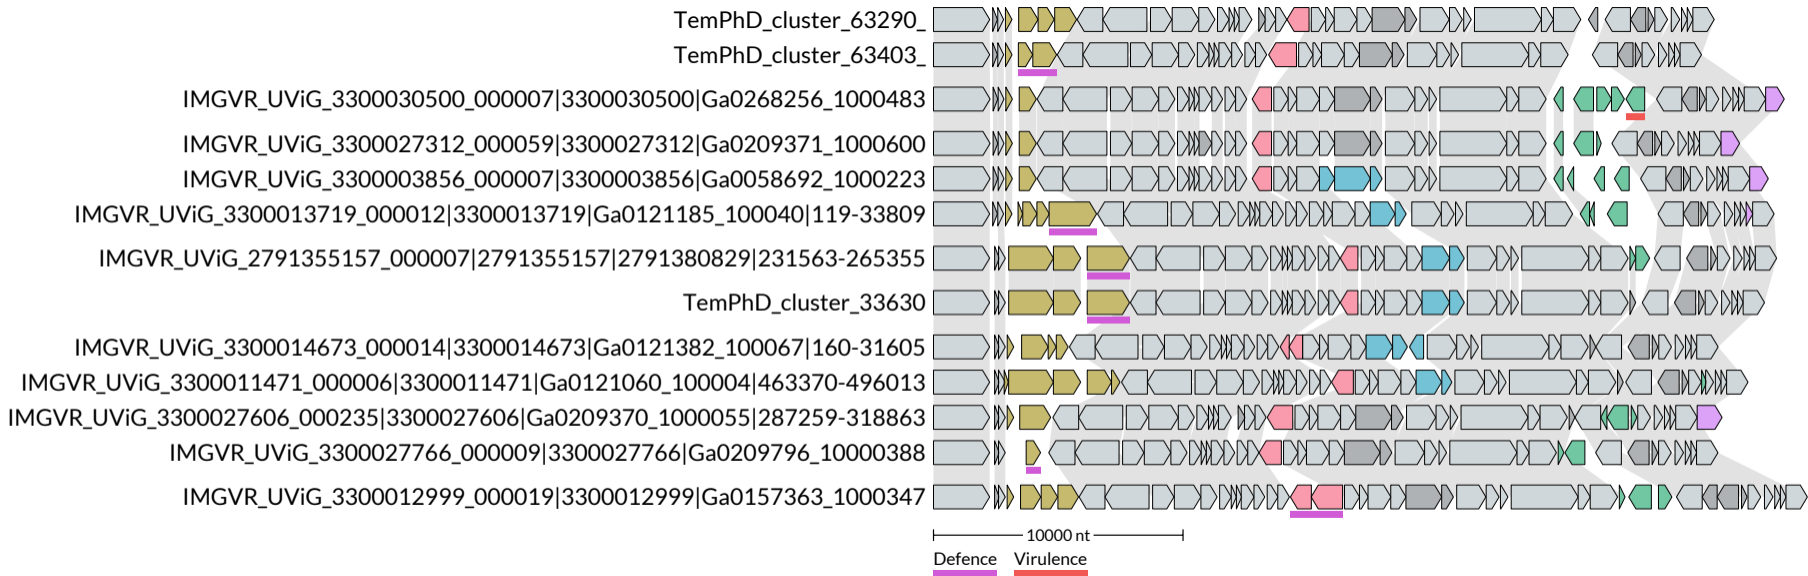 TemPhD_cluster_63290_
TemPhD_cluster_63403_
IMGVR_UViG_3300030500_000007|3300030500|Ga0268256_1000483
IMGVR_UViG_3300027312_000059|3300027312|Ga0209371_1000600
IMGVR_UViG_3300003856_000007|3300003856|Ga0058692_1000223
IMGVR_UViG_3300013719_000012|3300013719|Ga0121185_100040|119-33809
IMGVR_UViG_2791355157_000007|2791355157|2791380829|231563-265355
TemPhD_cluster_33630
IMGVR_UViG_3300014673_000014|3300014673|Ga0121382_100067|160-31605
IMGVR_UViG_3300011471_000006|3300011471|Ga0121060_100004|463370-496013
IMGVR_UViG_3300027606_000235|3300027606|Ga0209370_1000055|287259-318863
IMGVR_UViG_3300027766_000009|3300027766|Ga0209796_10000388
IMGVR_UViG_3300012999_000019|3300012999|Ga0157363_1000347
10000 nt
Defence Virulence